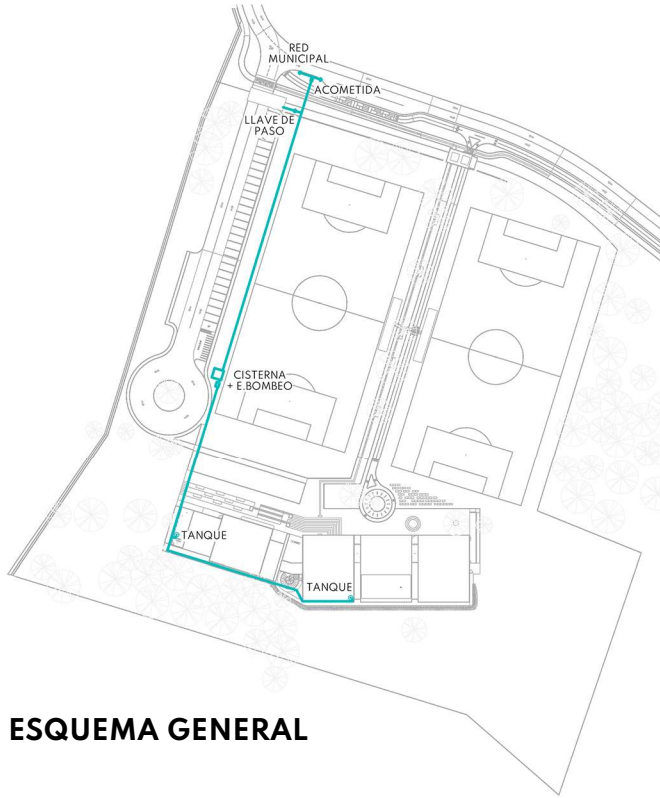 RED
MUNICIPAL
ACOMETIDA
LLAVE DE
PASO
CISTERNA
+ E.BOMBEO
TANQUE
TANQUE
ESQUEMA GENERAL